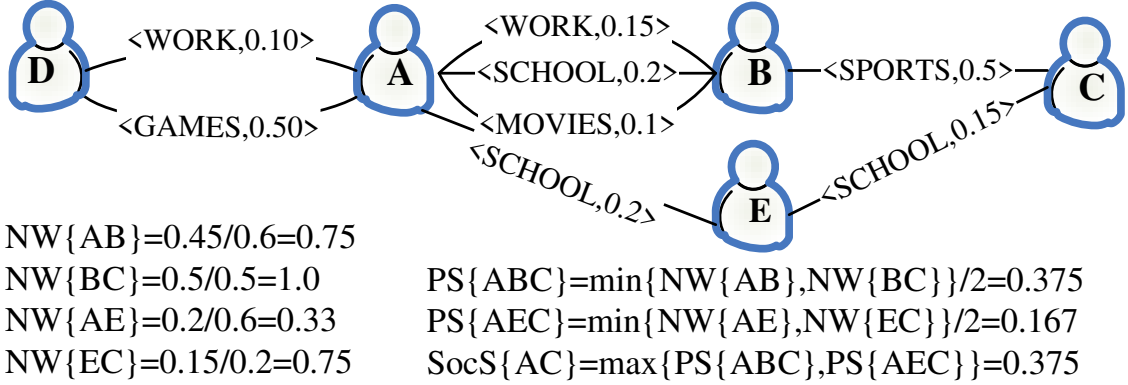 <WORK,0.10>
<WORK,0.15>
D
A
<SCHOOL,0.2>
B
<SPORTS,0.5>
C
<GAMES,0.50>
<MOVIES,0.1>
<SCHOOL,0.2>
E
<SCHOOL,0.15>
NW{AB}=0.45/0.6=0.75
NW{BC}=0.5/0.5=1.0
NW{AE}=0.2/0.6=0.33
NW{EC}=0.15/0.2=0.75
PS{ABC}=min{NW{AB},NW{BC}}/2=0.375
PS{AEC}=min{NW{AE},NW{EC}}/2=0.167
SocS{AC}=max{PS{ABC},PS{AEC}}=0.375